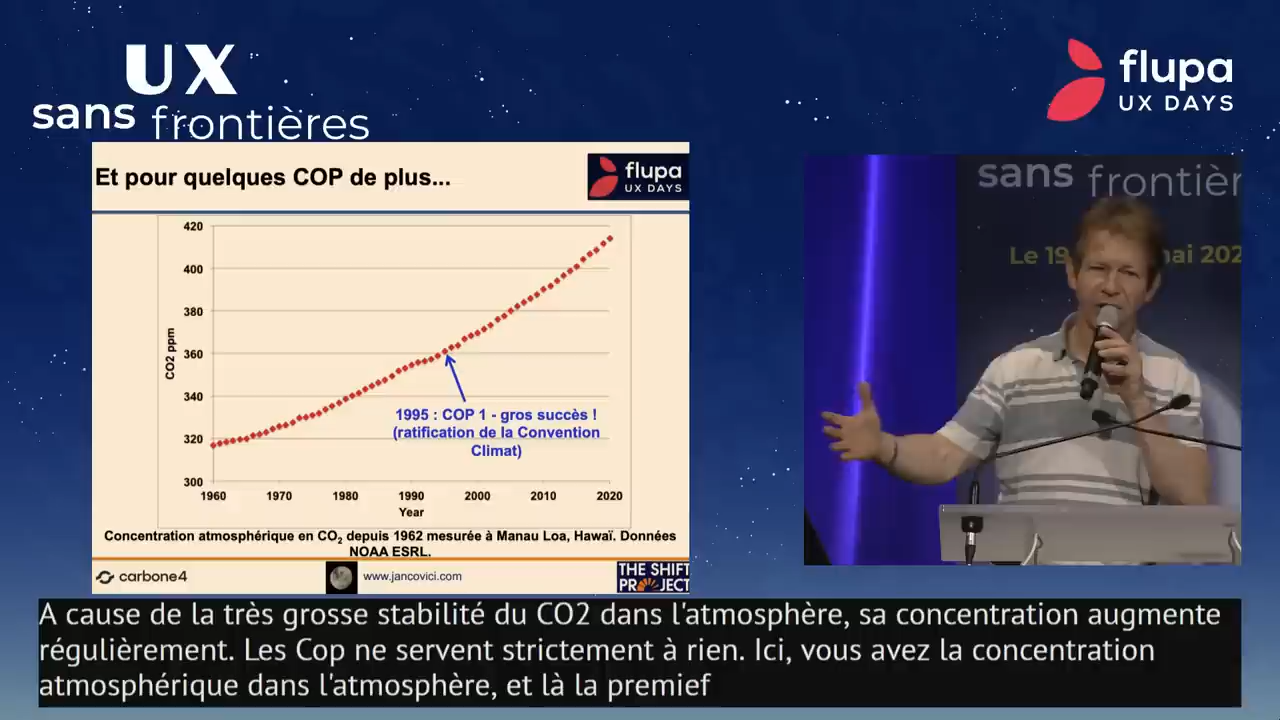 UX
sans frontières
flupa
UX DAYS
Et pour quelques COP de plus...
flupa
UX DAYS
420
400
380
360
340
320
300
CO2 ppm
1995 : COP 1 - gros succès !
(ratification de la Convention
Climat)
1960
1970
1980
1990
2000
2010
2020
Year
Concentration atmosphérique en CO2 depuis 1962 mesurée à Manau Loa, Hawaï. Données
NOAA ESRL.
carbone4
www.jancovici.com
THE SHIFT
PROJECT
sans frontièr
Le 19
mai 202
A cause de la très grosse stabilité du CO2 dans l'atmosphère, sa concentration augmente
régulièrement. Les Cop ne servent strictement à rien. Ici, vous avez la concentration
atmosphérique dans l'atmosphère, et là la premief